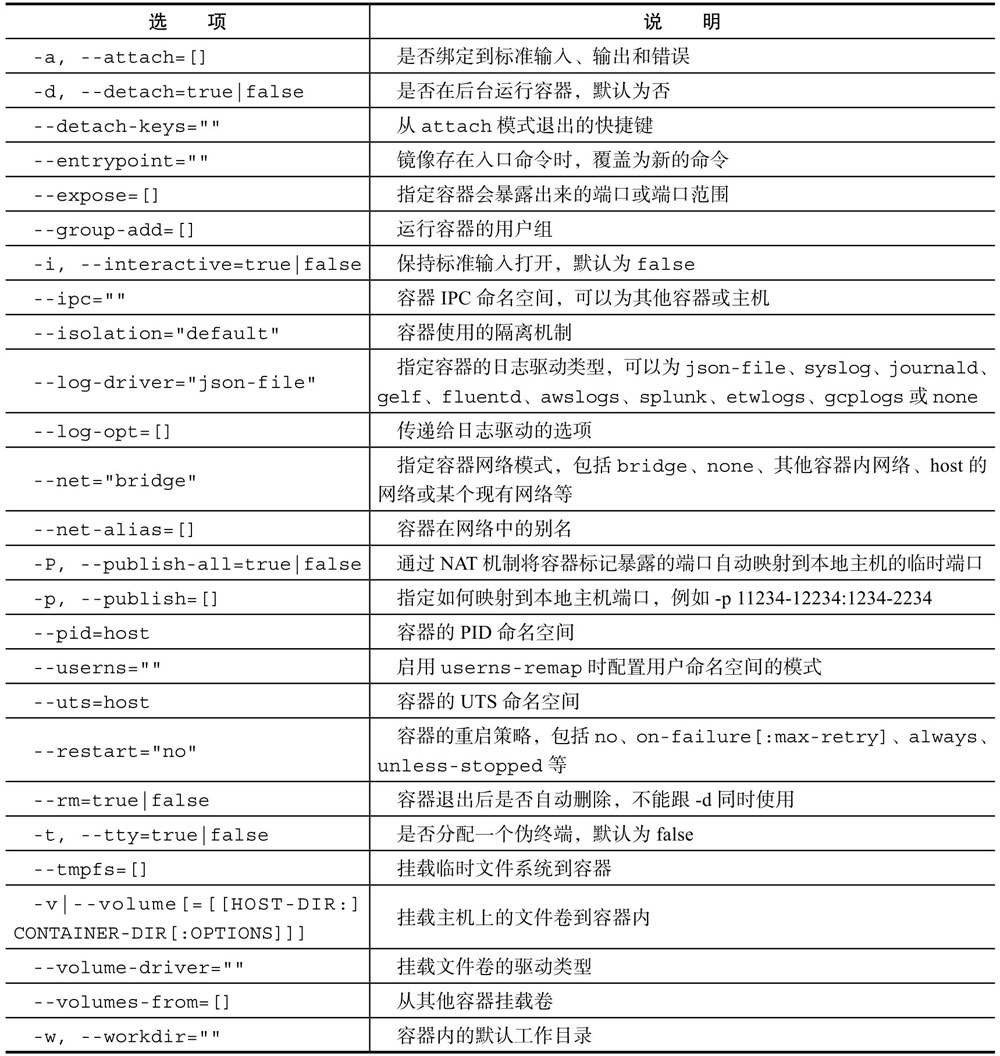 选 项 说 明
-a, --attach=[] 是否绑定到标准输入、输出和错误
-d, --detach=true|false 是否在后台运行容器，默认为否
--detach-keys="" 从 attach 模式退出的快捷键
--entrypoint="" 镜像存在入口命令时，覆盖为新的命令
--expose=[] 指定容器会暴露出来的端口或端口范围
--group-add=[] 运行容器的用户组
-i, --interactive=true|false 保持标准输入打开，默认为 false
--ipc="" 容器 IPC 命名空间，可以为其他容器或主机
--isolation="default" 容器使用的隔离机制
--log-driver="json-file" 指定容器的日志驱动类型，可以为 json-file、syslog、journald、
gelf、fluentd、awslogs、splunk、etwlogs、gcplogs 或 none
--log-opt=[] 传递给日志驱动的选项
--net="bridge" 指定容器网络模式，包括 bridge、none、其他容器内网络、host 的
网络或某个现有网络等
--net-alias=[] 容器在网络中的别名
-P, --publish-all=true|false 通过 NAT 机制将容器标记暴露的端口自动映射到本地主机的临时端口
-p, --publish=[] 指定如何映射到本地主机端口，例如 -p 11234-12234:1234-2234
--pid=host 容器的 PID 命名空间
--userns="" 启用 userns-remap 时配置用户命名空间的模式
--uts=host 容器的 UTS 命名空间
--restart="no" 容器的重启策略，包括 no、on-failure[:max-retry]、always、
unless-stopped 等
--rm=true|false 容器退出后是否自动删除，不能跟 -d 同时使用
-t, --tty=true|false 是否分配一个伪终端，默认为 false
--tmpfs=[] 挂载临时文件系统到容器
-v|--volume[=[[HOST-DIR:]
CONTAINER-DIR[:OPTIONS]]] 挂载主机上的文件卷到容器内
--volume-driver="" 挂载文件卷的驱动类型
--volumes-from=[] 从其他容器挂载卷
-w, --workdir="" 容器内的默认工作目录